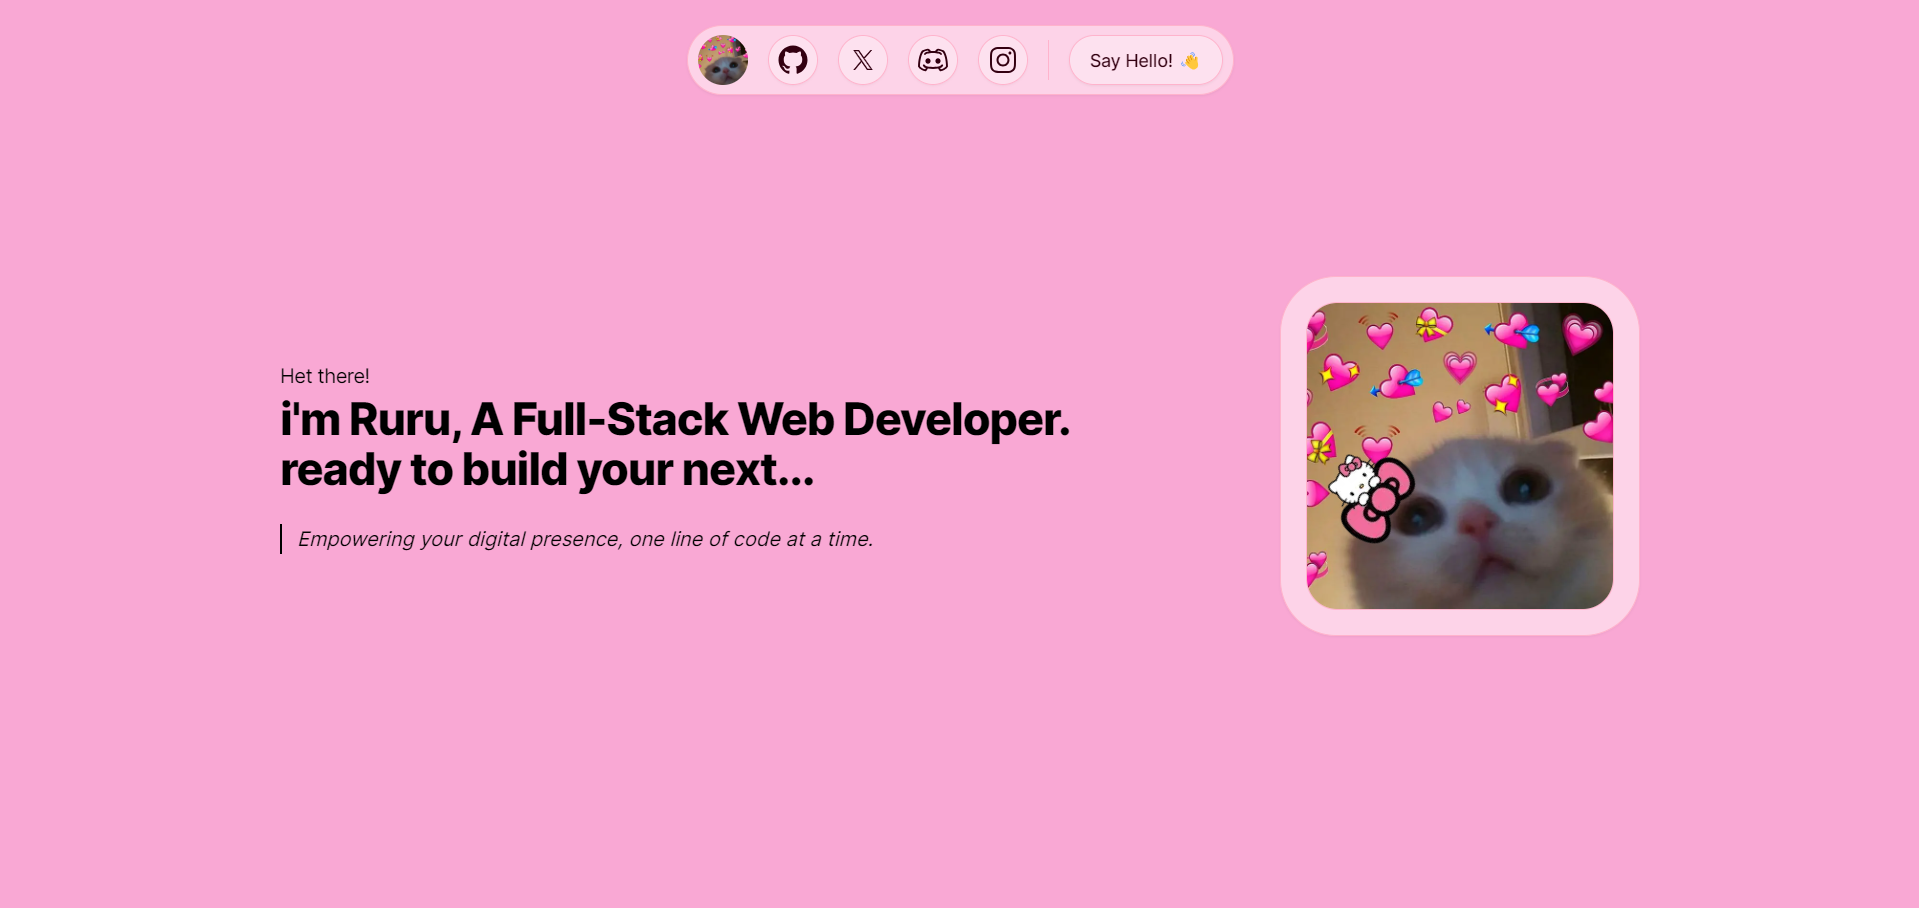 Say Hello! 👋
Het there!
i'm Ruru, A Full-Stack Web Developer.
ready to build your next...
Empowering your digital presence, one line of code at a time.